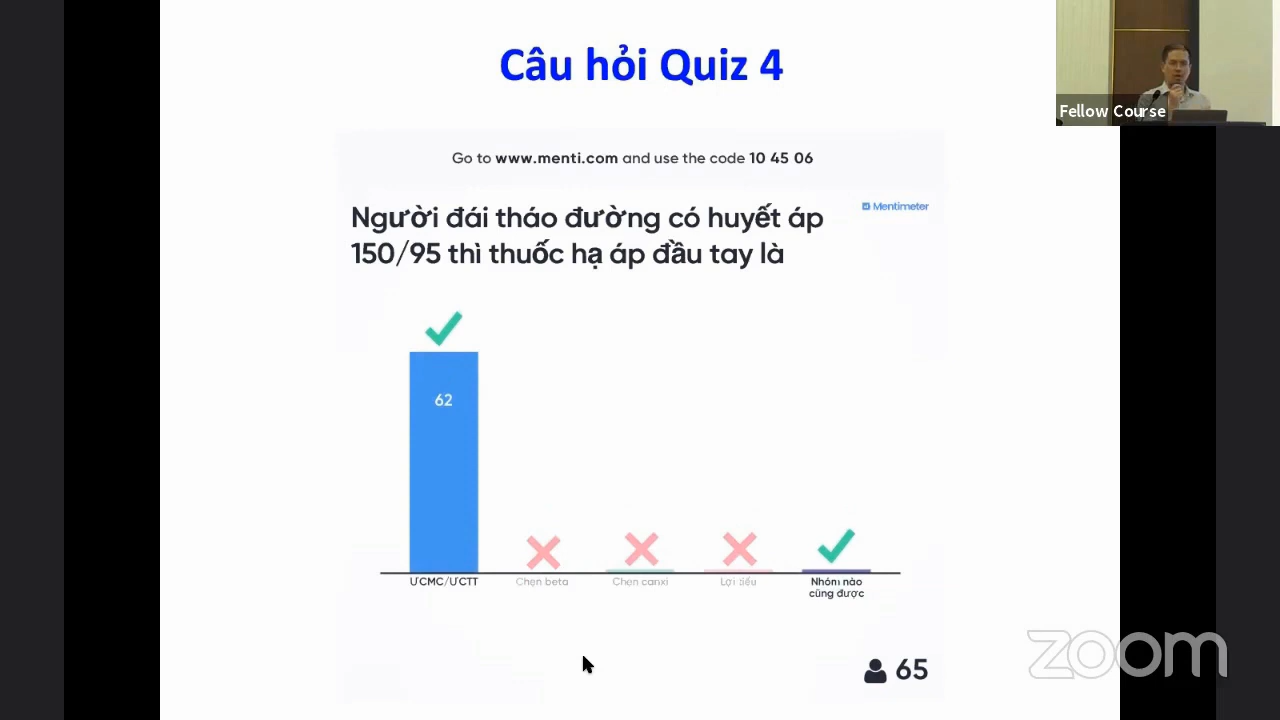 Câu hỏi Quiz 4
Fellow Course
Go to www.menti.com and use the code 10 45 06
Mentimeter
Người đái tháo đường có huyết áp
150/95 thì thuốc hạ áp đầu tay là
62
ƯCMC/ƯCTT
Chẹn beta
Chẹn canxi
Lợi tiểu
Nhóm nào
cũng được
65
zoom